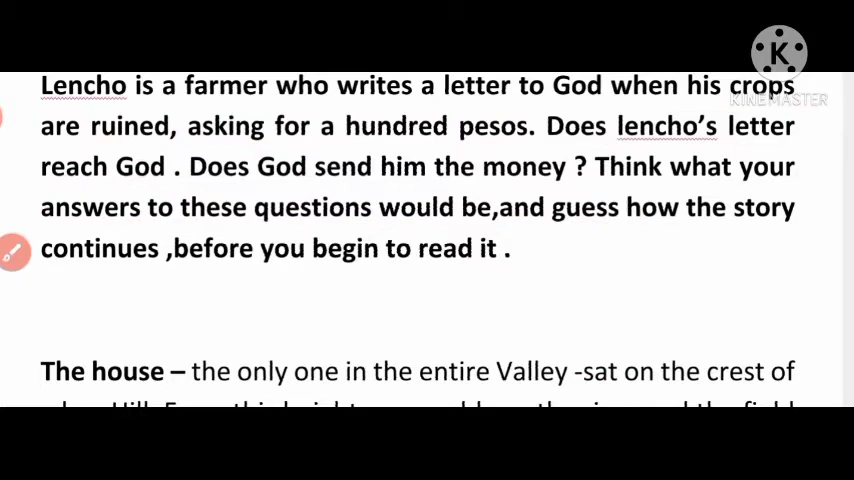 K
KINEMASTER
Lencho is a farmer who writes a letter to God when his crops
are ruined, asking for a hundred pesos. Does lencho's letter
reach God . Does God send him the money ? Think what your
answers to these questions would be,and guess how the story
continues ,before you begin to read it .
The house – the only one in the entire Valley -sat on the crest of